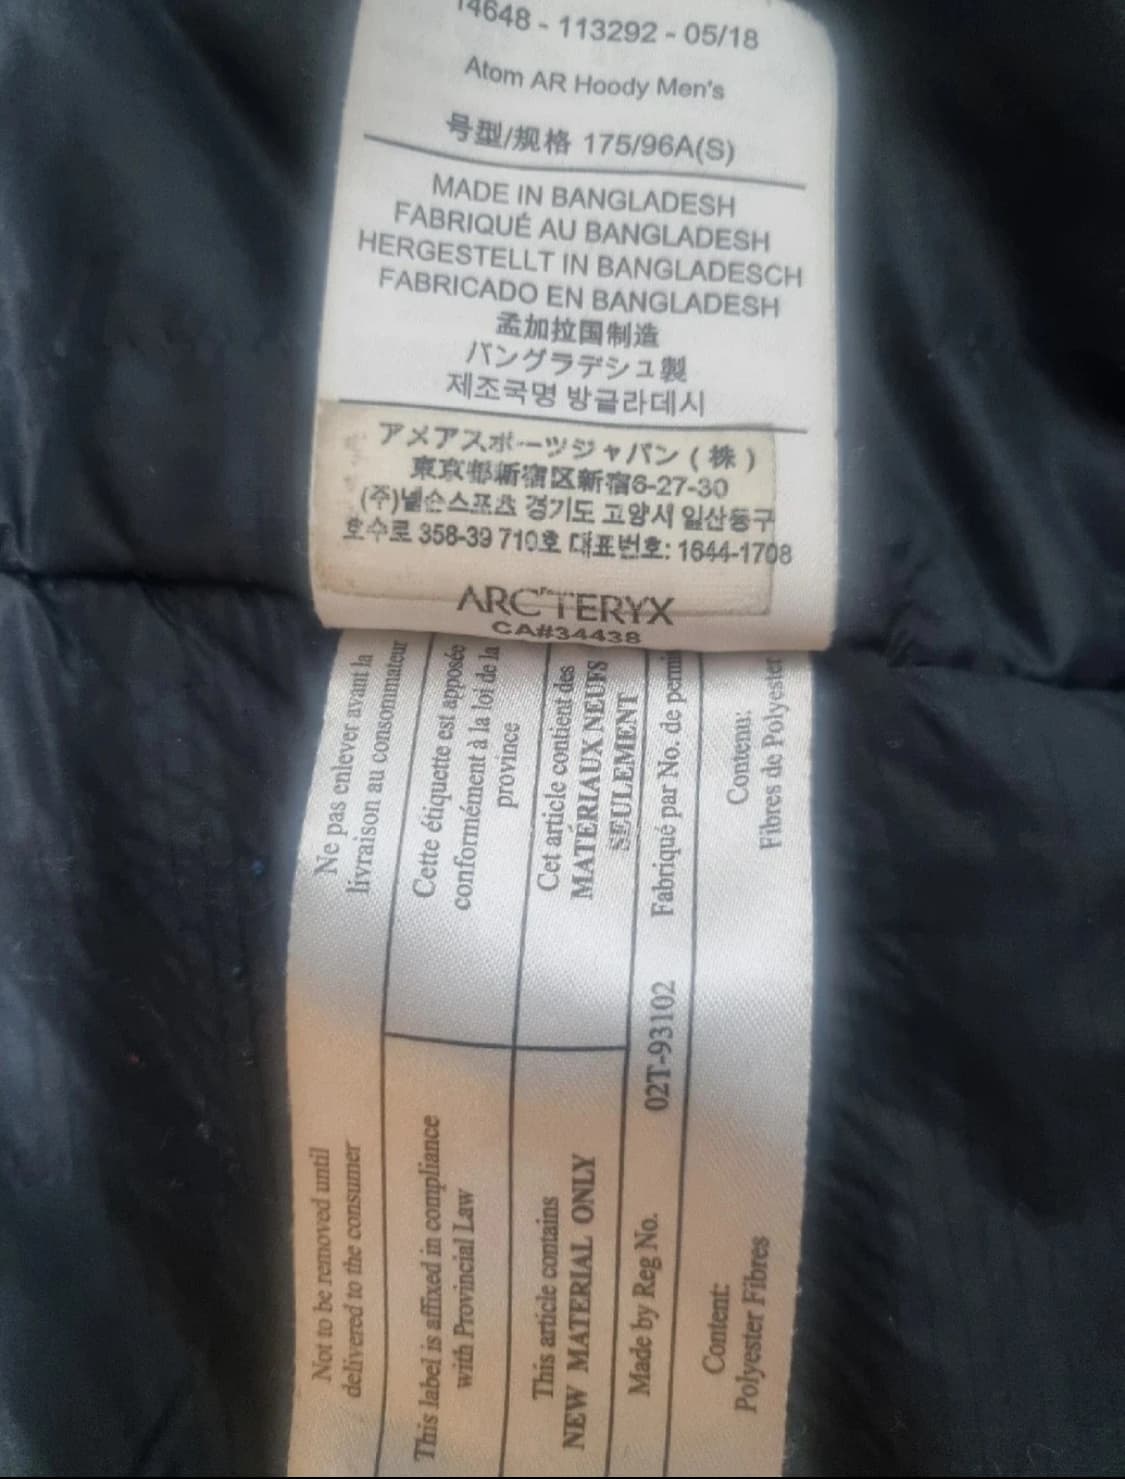 14648 - 113292 - 05/18
Atom AR Hoody Men's
号型/规格 175/96A(S)
MADE IN BANGLADESH
FABRIQUÉ AU BANGLADESH
HERGESTELLT IN BANGLADESCH
FABRICADO EN BANGLADESH
孟加拉国制造
バングラデシュ製
제조국명 방글라데시
アメアスポーツジャパン(株)
東京都新宿区新宿6-27-30
(주)넬슨스포츠 경기도 고양시 일산동구
호수로 358-39 710호 대표번호: 1644-1708
ARC'TERYX
CA#34438
Ne pas enlever avant la
livraison au consommateur
Cette étiquette est apposée
conformément à la loi de la
province
Cet article contient des
MATÉRIAUX NEUFS
SEULEMENT
Fabriqué par No. de permis
Contenu:
Fibres de Polyester
02T-93102
Not to be removed until
delivered to the consumer
This label is affixed in compliance
with Provincial Law
This article contains
NEW MATERIAL ONLY
Made by Reg No.
Content:
Polyester Fibres